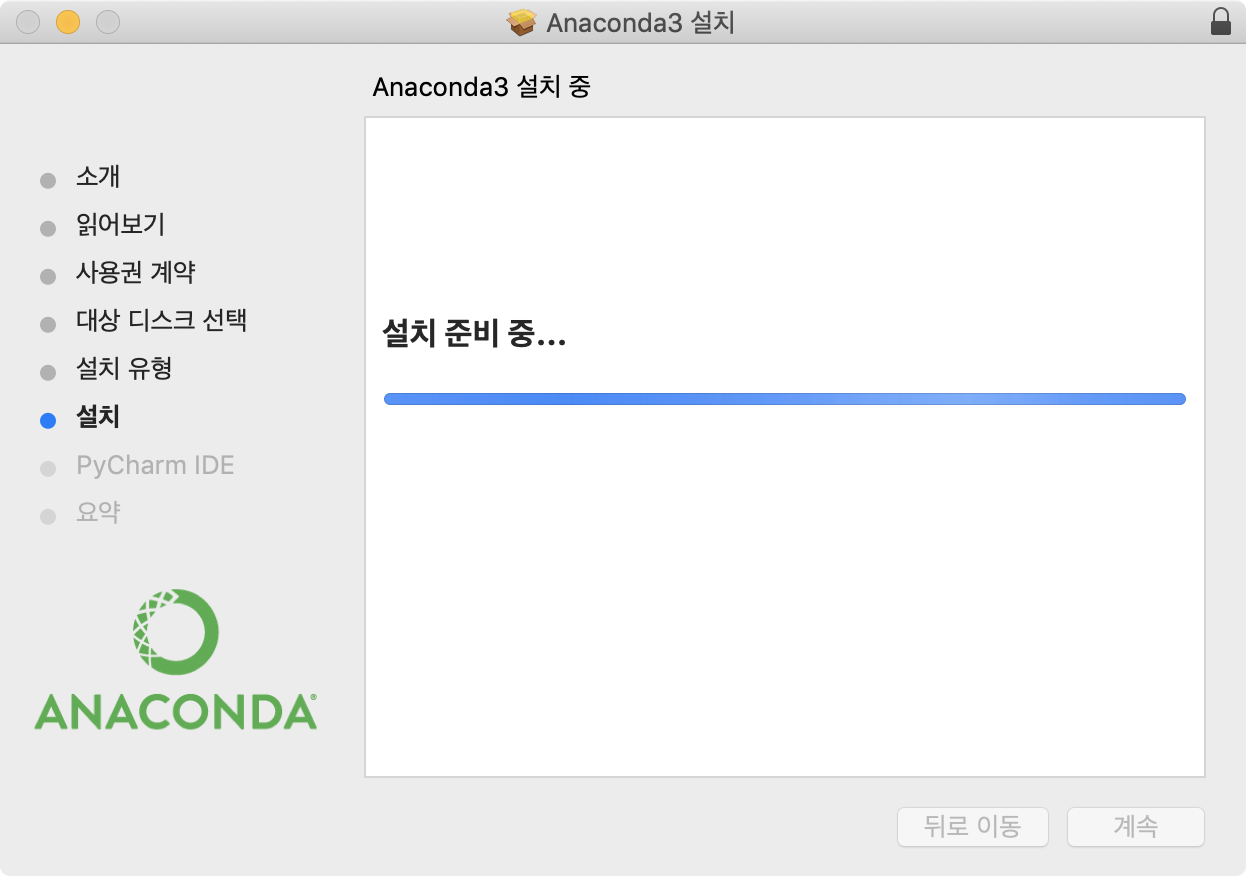 Anaconda3 설치
Anaconda3 설치 중
소개
읽어보기
사용권 계약
대상 디스크 선택
설치 유형
설치
PyCharm IDE
요약
설치 준비 중...
ANACONDA®
뒤로 이동
계속